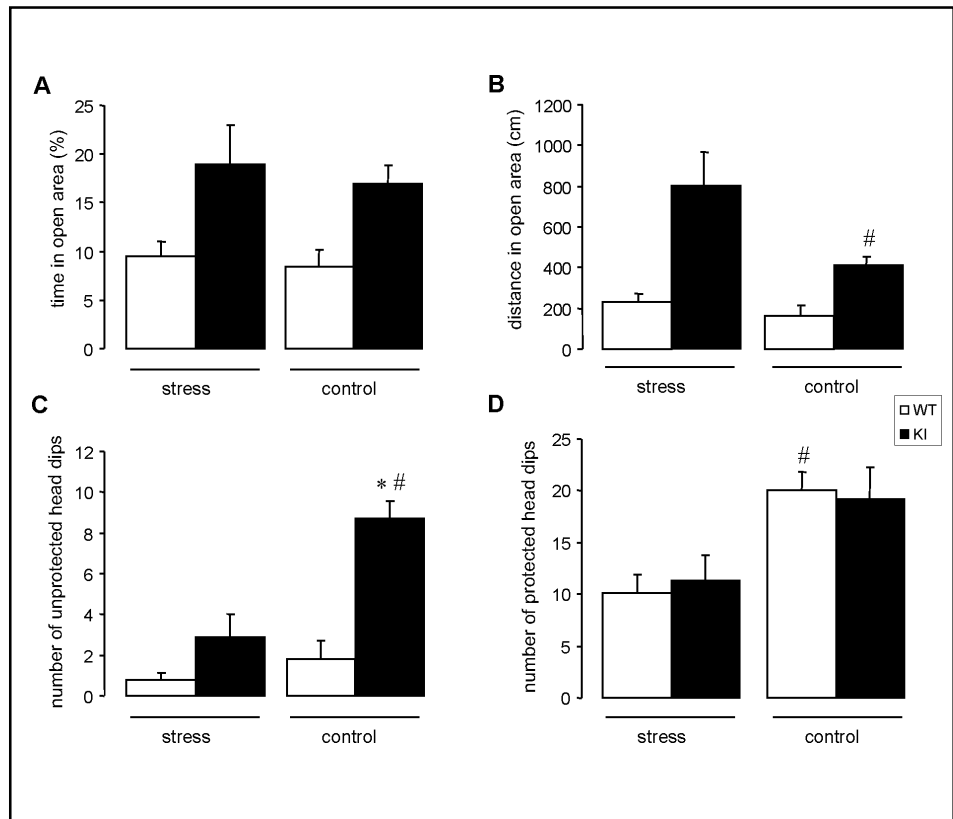 A
time in open area (%)
25
20
15
10
5
0
stress
control
B
distance in open area (cm)
1200
1000
800
600
400
200
0
#
stress
control
C
number of unprotected head dips
12
10
8
6
4
2
0
* #
stress
control
D
number of protected head dips
25
20
15
10
5
0
#
stress
control
WT
KI